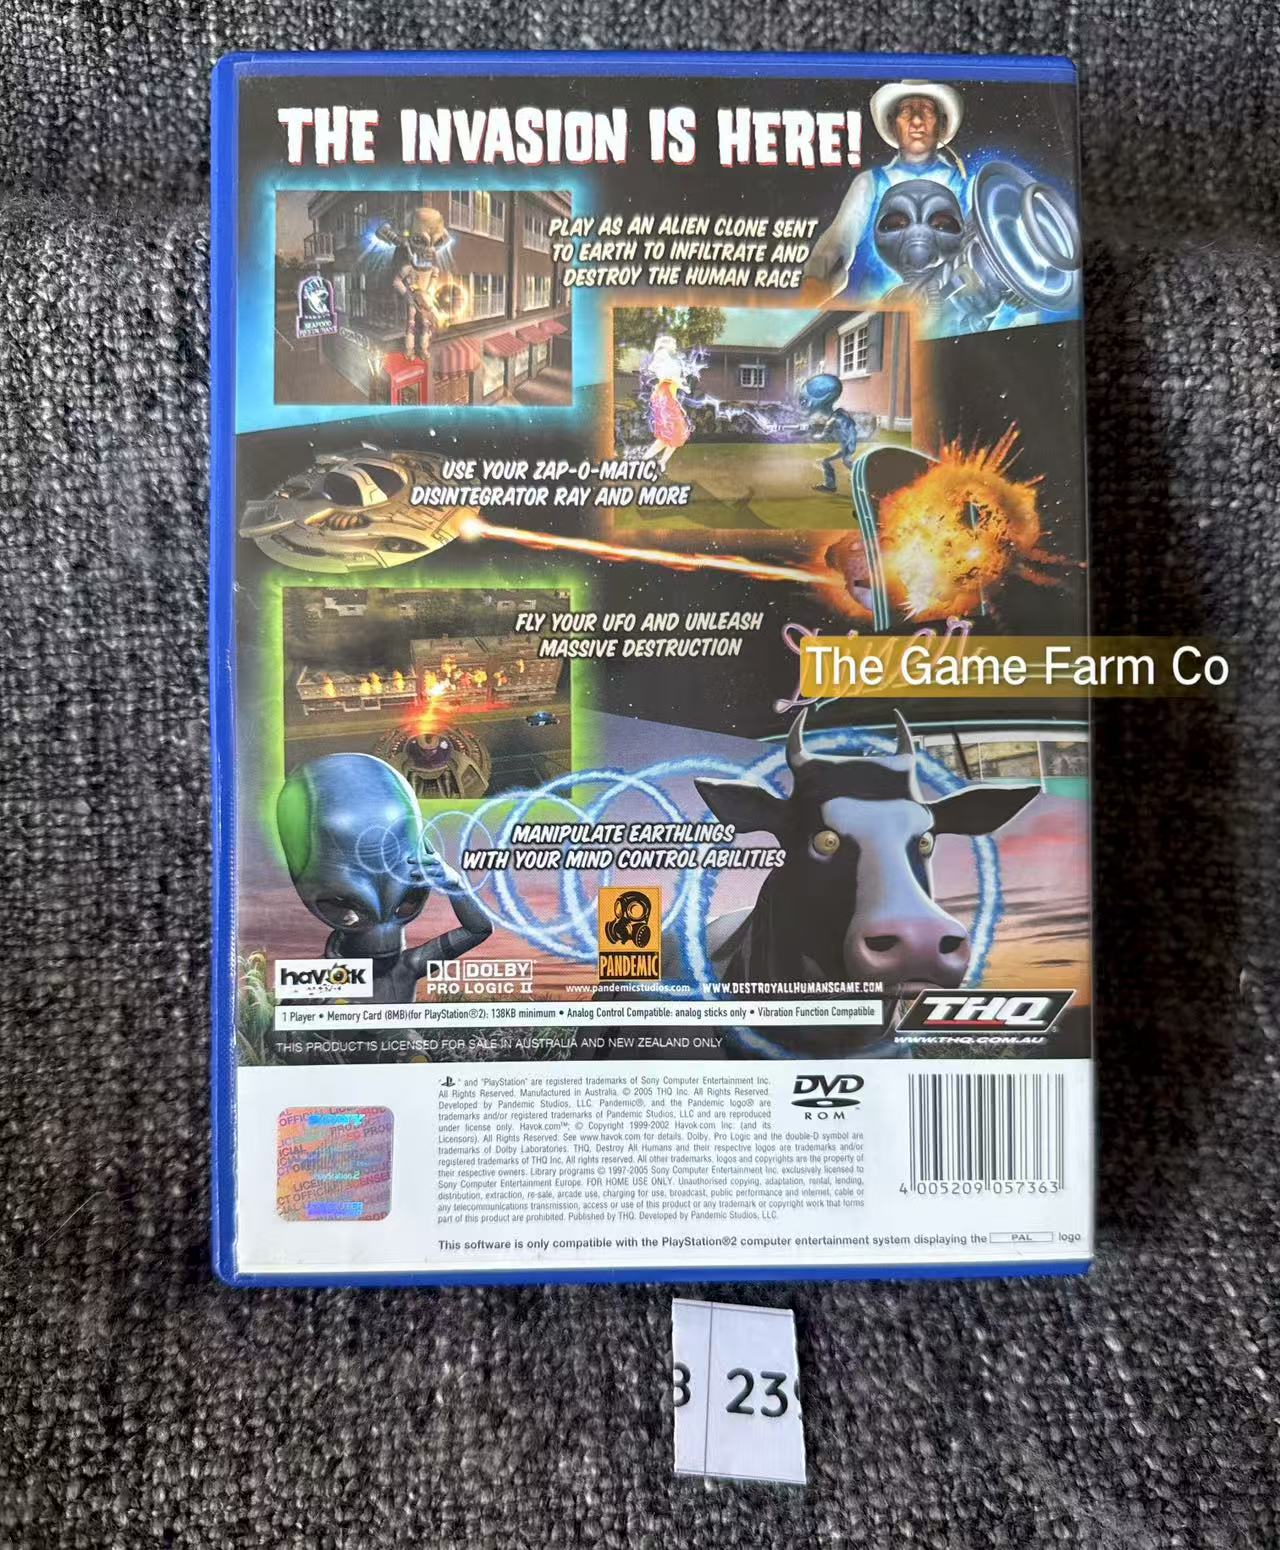 THE INVASION IS HERE!
PLAY AS AN ALIEN CLONE SENT
TO EARTH TO INFILTRATE AND
DESTROY THE HUMAN RACE
SEAFOOD
USE YOUR ZAP-O-MATIC,
DISINTEGRATOR RAY AND MORE
FLY YOUR UFO AND UNLEASH
MASSIVE DESTRUCTION
The Game Farm Co
MANIPULATE EARTHLINGS
WITH YOUR MIND CONTROL ABILITIES
havok
DOLBY
PRO LOGIC II
PANDEMIC
www.pandemicstudios.com
WWW.DESTROYALLHUMANSGAME.COM
THQ
WWW.THQ.COM.AU
1 Player • Memory Card (8MB)(for PlayStation®2): 138KB minimum • Analog Control Compatible: analog sticks only • Vibration Function Compatible
THIS PRODUCT IS LICENSED FOR SALE IN AUSTRALIA AND NEW ZEALAND ONLY
" " and "PlayStation" are registered trademarks of Sony Computer Entertainment Inc.
All Rights Reserved. Manufactured in Australia. © 2005 THQ Inc. All Rights Reserved.
Developed by Pandemic Studios, LLC. Pandemic®, and the Pandemic logo® are
trademarks and/or registered trademarks of Pandemic Studios, LLC and are reproduced
under license only. Havok.com™; © Copyright 1999-2002 Havok.com Inc. (and its
Licensors). All Rights Reserved. See www.havok.com for details. Dolby, Pro Logic and the double-D symbol are
trademarks of Dolby Laboratories. THQ, Destroy All Humans and their respective logos are trademarks and/or
registered trademarks of THQ Inc. All rights reserved. All other trademarks, logos and copyrights are the property of
their respective owners. Library programs © 1997-2005 Sony Computer Entertainment Inc. exclusively licensed to
Sony Computer Entertainment Europe. FOR HOME USE ONLY. Unauthorised copying, adaptation, rental, lending,
distribution, extraction, re-sale, arcade use, charging for use, broadcast, public performance and internet, cable or
any telecommunications transmission, access or use of this product or any trademark or copyright work that forms
part of this product are prohibited. Published by THQ. Developed by Pandemic Studios, LLC.
DVD
ROM
4 005209 057363
PlayStation 2
This software is only compatible with the PlayStation®2 computer entertainment system displaying the PAL logo
3 23